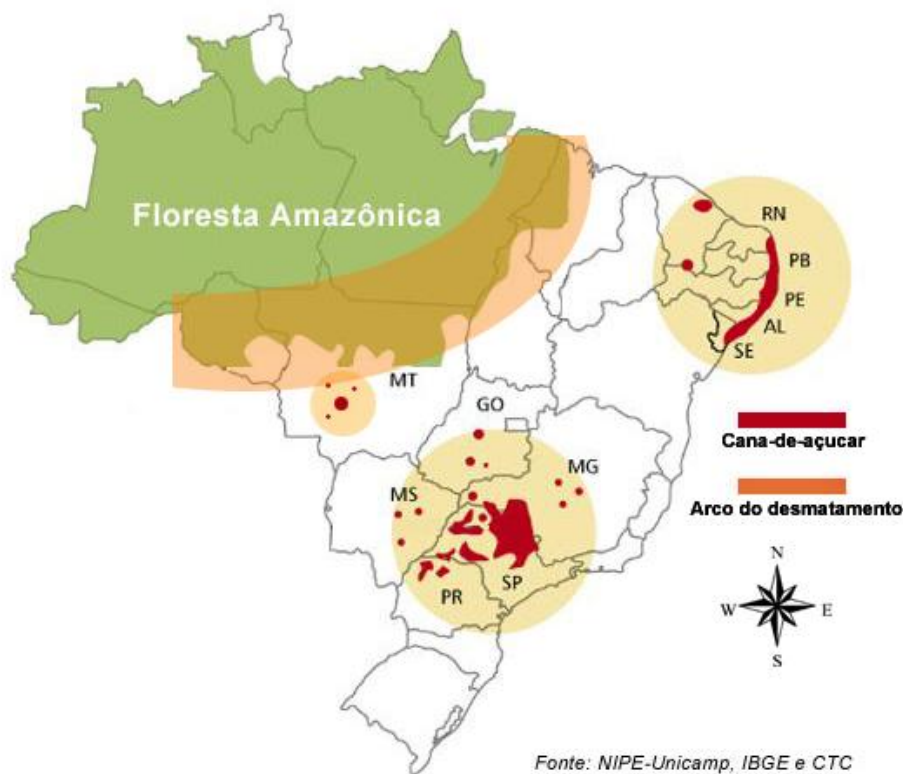 Floresta Amazônica
RN
PB
PE
AL
SE
MT
GO
MG
MS
SP
PR
Cana-de-açucar
Arco do desmatamento
N
W E
S
Fonte: NIPE-Unicamp, IBGE e CTC